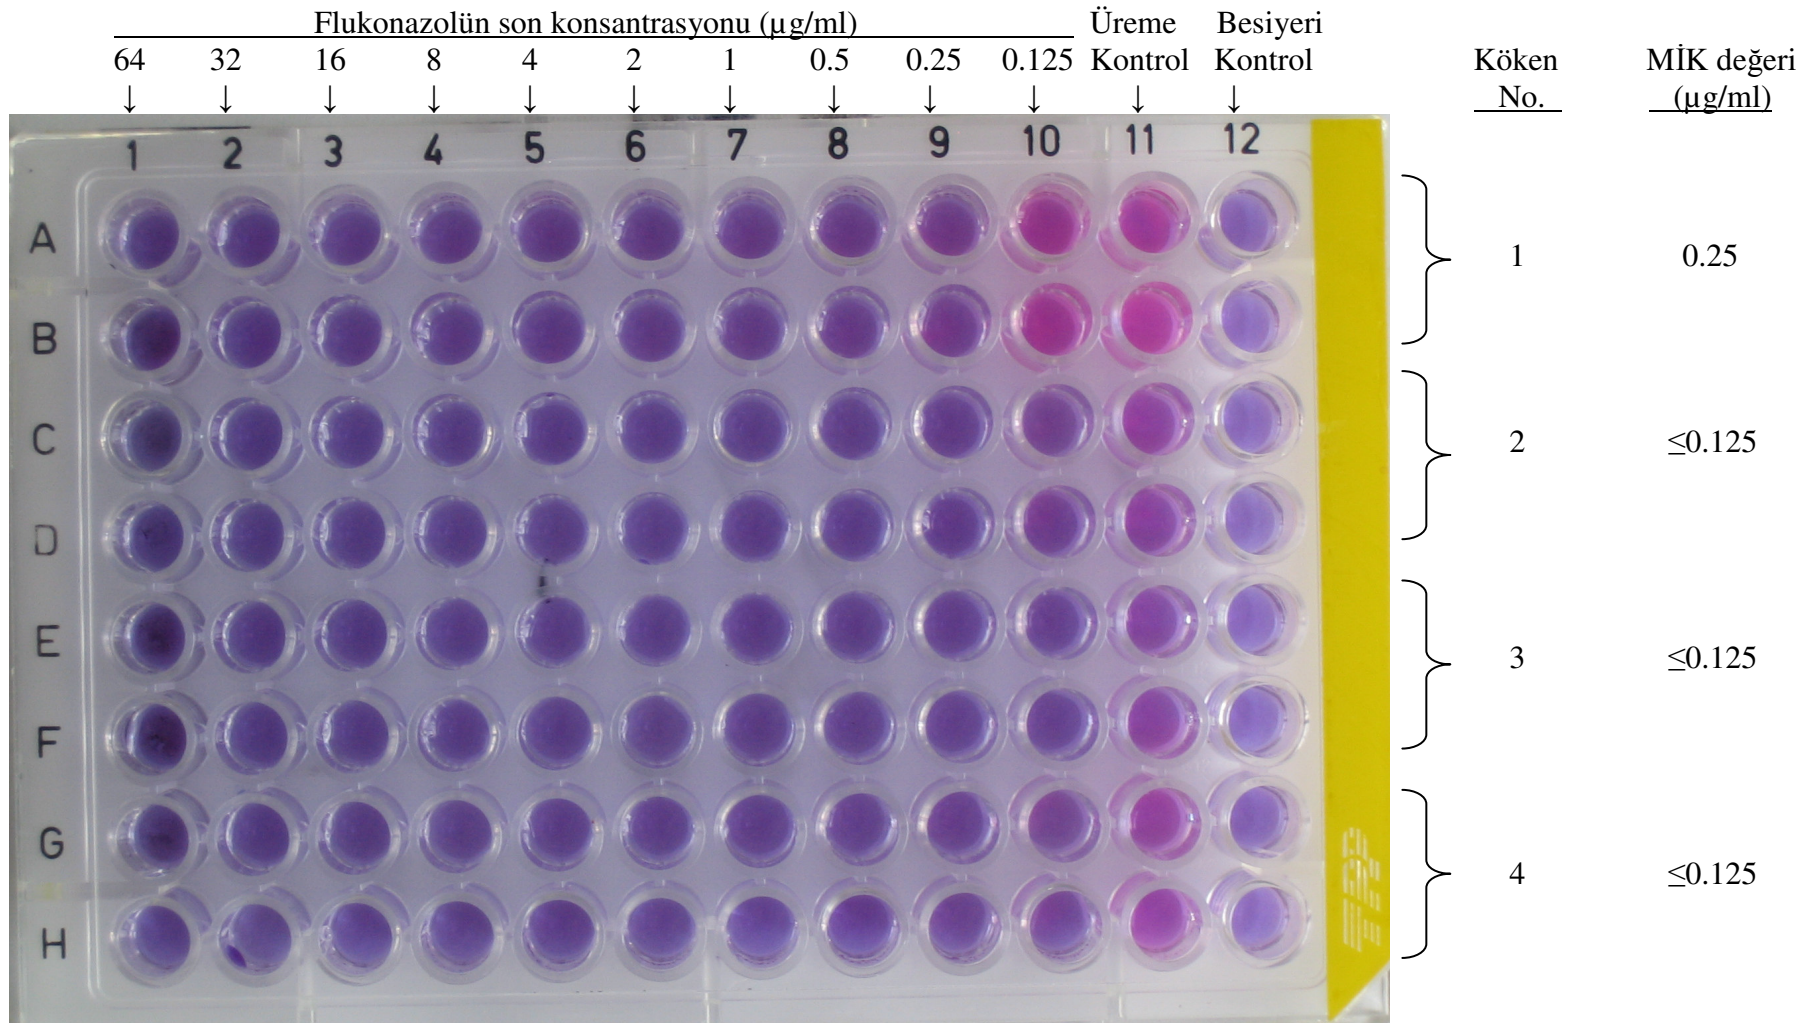 Flukonazolün son konsantrasyonu (µg/ml) Üreme Besiyeri
64 32 16 8 4 2 1 0.5 0.25 0.125 Kontrol Kontrol Köken MİK değeri
↓ ↓ ↓ ↓ ↓ ↓ ↓ ↓ ↓ ↓ ↓ ↓ No. (µg/ml)
1 2 3 4 5 6 7 8 9 10 11 12
A
1 0.25
B
C
2 ≤0.125
D
E
3 ≤0.125
F
G
4 ≤0.125
H